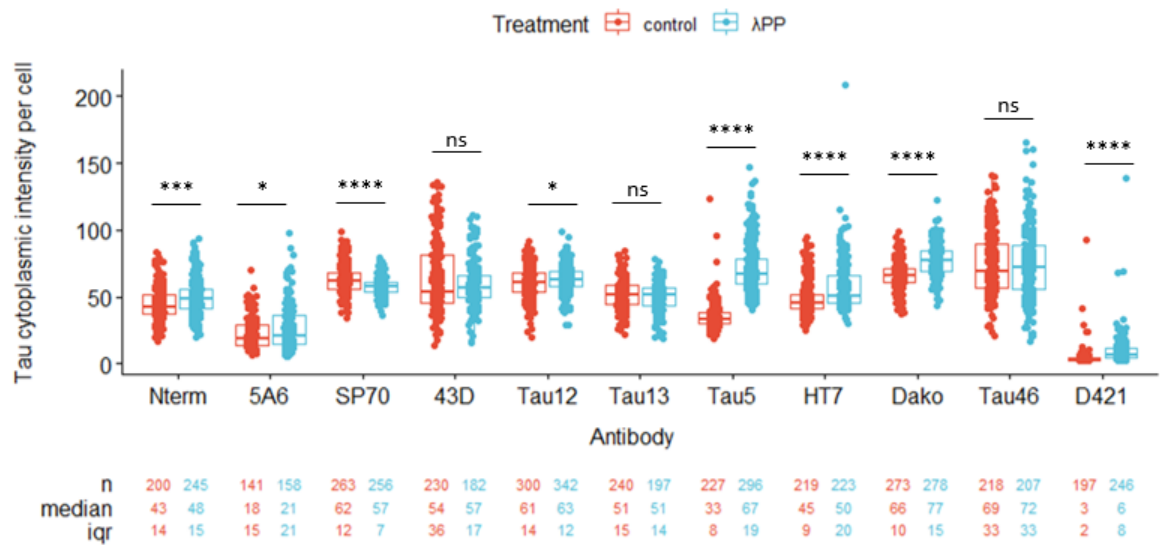 Treatment control λPP
Tau cytoplasmic intensity per cell
200
150
100
50
0
*** * **** ns * ns **** **** **** ns ****
Nterm 5A6 SP70 43D Tau12 Tau13 Tau5 HT7 Dako Tau46 D421
Antibody
n 200 245 141 158 263 256 230 182 300 342 240 197 227 296 219 223 273 278 218 207 197 246
median 43 48 18 21 62 57 54 57 61 63 51 51 33 67 45 50 66 77 69 72 3 6
iqr 14 15 15 21 12 7 36 17 14 12 15 14 8 19 9 20 10 15 33 33 2 8